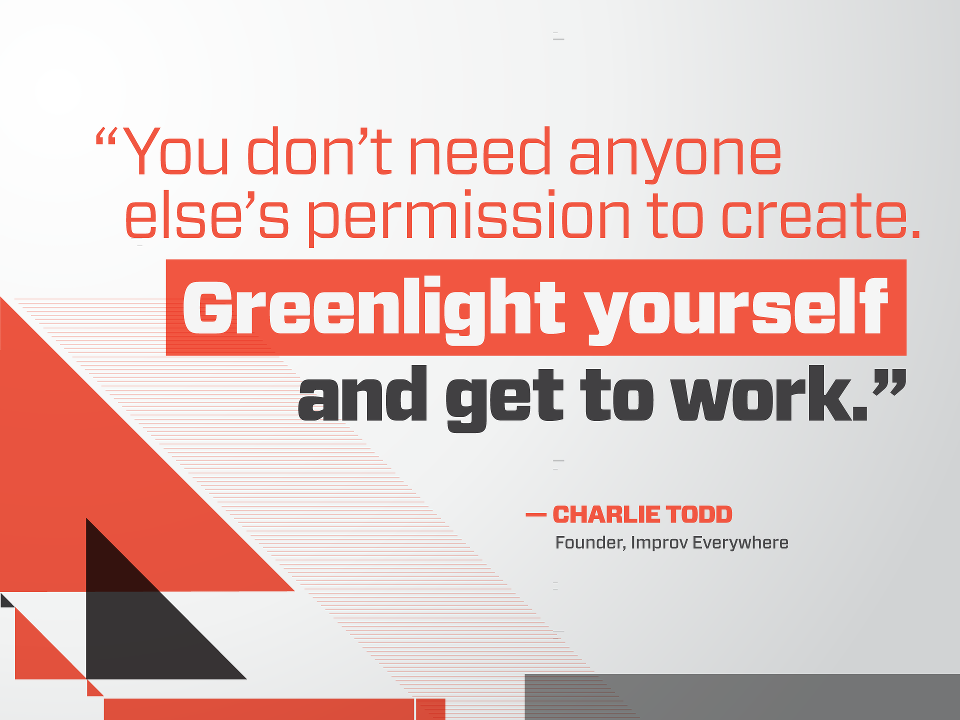 “You don’t need anyone
else’s permission to create.
Greenlight yourself
and get to work.”
— CHARLIE TODD
Founder, Improv Everywhere